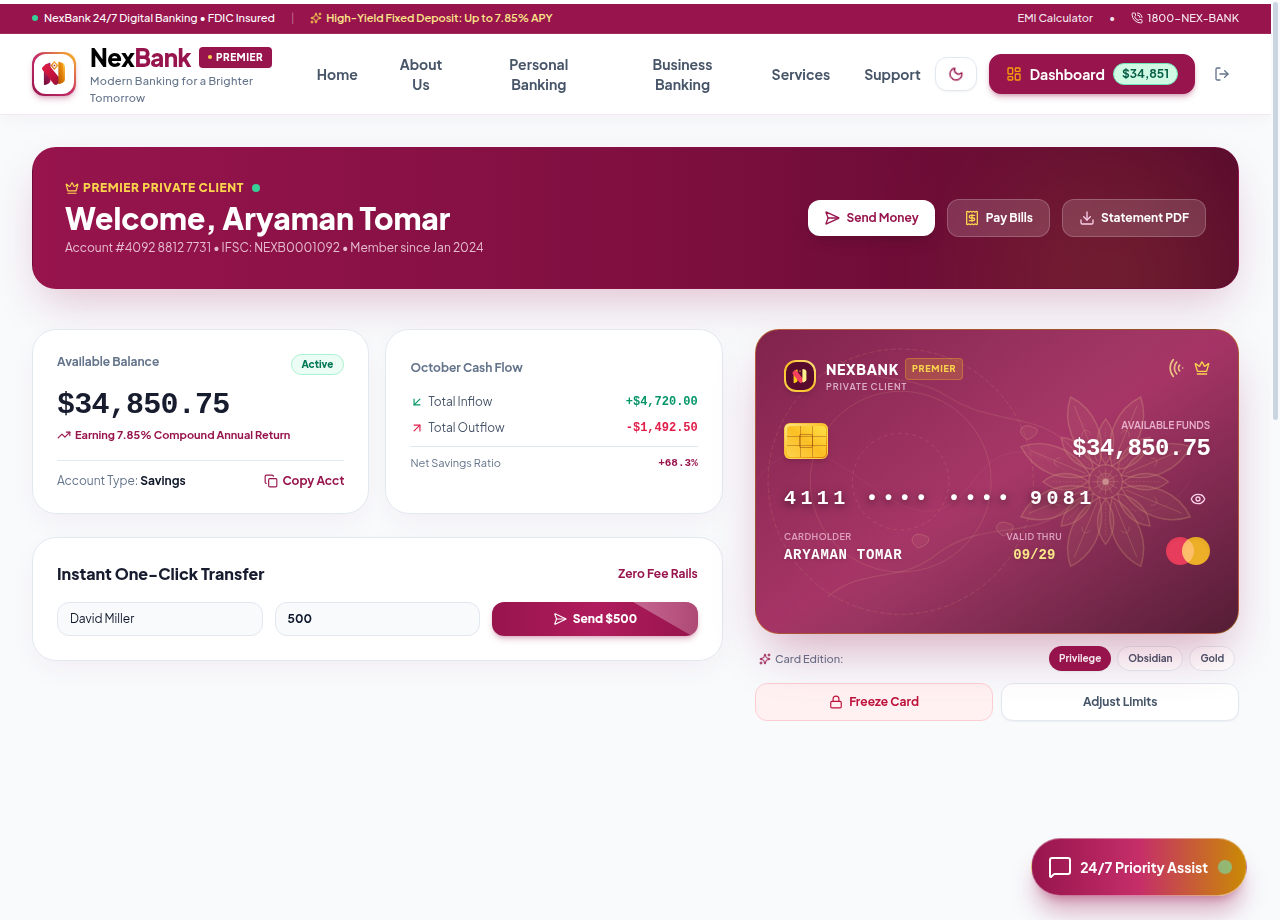 NexBank 24/7 Digital Banking • FDIC Insured | High-Yield Fixed Deposit: Up to 7.85% APY EMI Calculator • 1800-NEX-BANK
NexBank • PREMIER
Modern Banking for a Brighter
Tomorrow
Home About Us Personal Banking Business Banking Services Support Dashboard $34,851
PREMIER PRIVATE CLIENT
Welcome, Aryaman Tomar
Account #4092 8812 7731 • IFSC: NEXB0001092 • Member since Jan 2024
Send Money Pay Bills Statement PDF
Available Balance Active
$34,850.75
Earning 7.85% Compound Annual Return
Account Type: Savings Copy Acct
October Cash Flow
Total Inflow +$4,720.00
Total Outflow -$1,492.50
Net Savings Ratio +68.3%
Instant One-Click Transfer Zero Fee Rails
David Miller 500 Send $500
NEXBANK PREMIER
PRIVATE CLIENT
AVAILABLE FUNDS
$34,850.75
4111 •••• •••• 9081
CARDHOLDER VALID THRU
ARYAMAN TOMAR 09/29
Card Edition: Privilege Obsidian Gold
Freeze Card Adjust Limits
24/7 Priority Assist